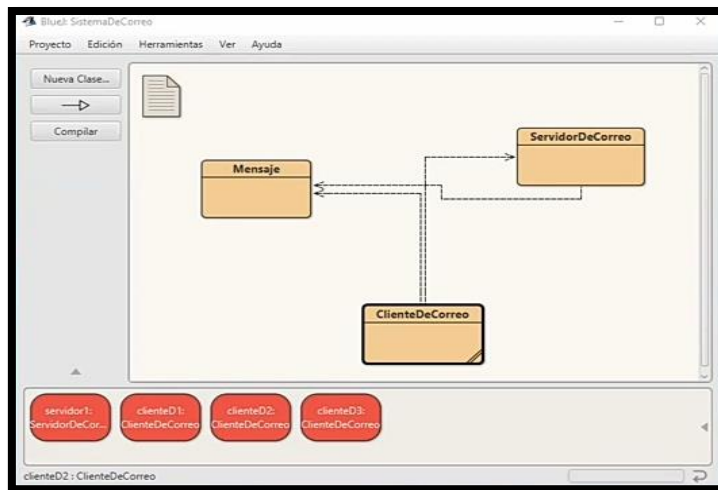 BlueJ: SistemaDeCorreo
Proyecto Edición Herramientas Ver Ayuda
Nueva Clase...
Compilar
ServidorDeCorreo
Mensaje
ClienteDeCorreo
servidor1:
ServidorDeCor...
clienteD1:
ClienteDeCorreo
clienteD2:
ClienteDeCorreo
clienteD3:
ClienteDeCorreo
clienteD2 : ClienteDeCorreo